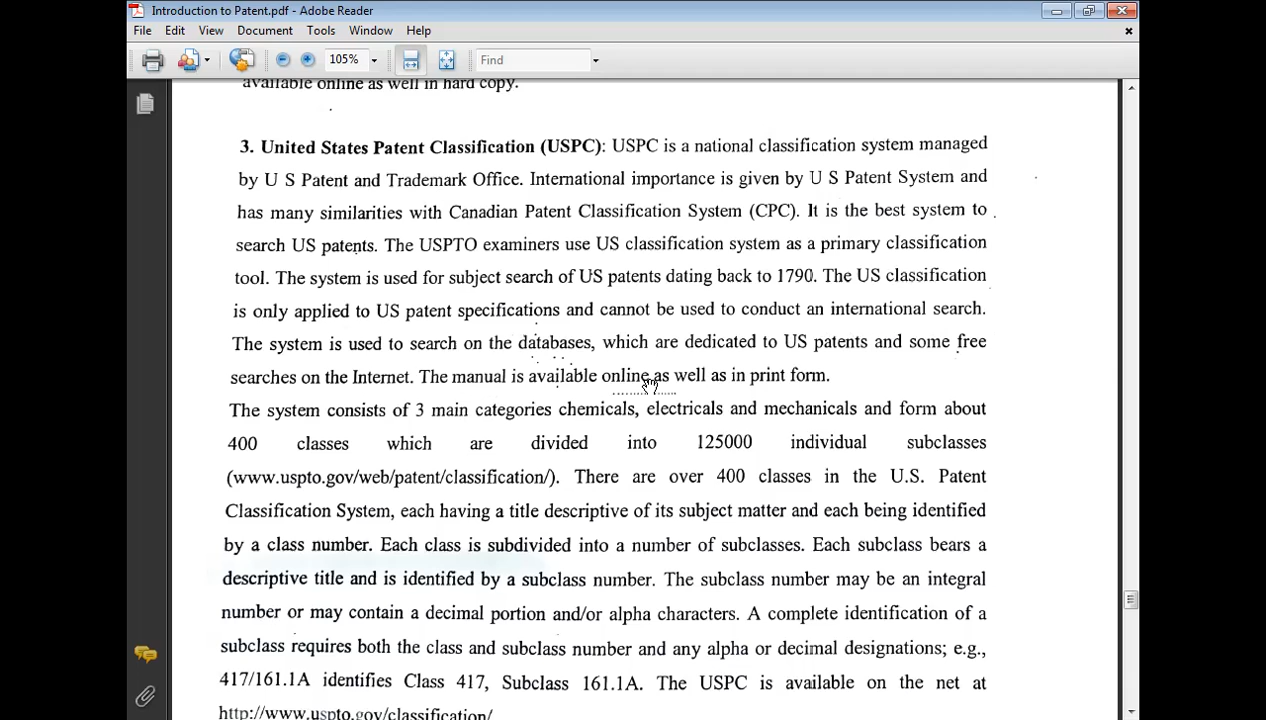 Introduction to Patent.pdf - Adobe Reader
File Edit View Document Tools Window Help
105% Find
available online as well in hard copy.
3. United States Patent Classification (USPC): USPC is a national classification system managed
by U S Patent and Trademark Office. International importance is given by U S Patent System and
has many similarities with Canadian Patent Classification System (CPC). It is the best system to
search US patents. The USPTO examiners use US classification system as a primary classification
tool. The system is used for subject search of US patents dating back to 1790. The US classification
is only applied to US patent specifications and cannot be used to conduct an international search.
The system is used to search on the databases, which are dedicated to US patents and some free
searches on the Internet. The manual is available online as well as in print form.
The system consists of 3 main categories chemicals, electricals and mechanicals and form about
400 classes which are divided into 125000 individual subclasses
(www.uspto.gov/web/patent/classification/). There are over 400 classes in the U.S. Patent
Classification System, each having a title descriptive of its subject matter and each being identified
by a class number. Each class is subdivided into a number of subclasses. Each subclass bears a
descriptive title and is identified by a subclass number. The subclass number may be an integral
number or may contain a decimal portion and/or alpha characters. A complete identification of a
subclass requires both the class and subclass number and any alpha or decimal designations; e.g.,
417/161.1A identifies Class 417, Subclass 161.1A. The USPC is available on the net at
http://www.uspto.gov/classification/